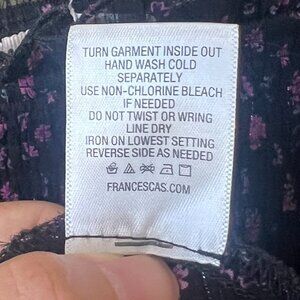 TURN GARMENT INSIDE OUT
HAND WASH COLD
SEPARATELY
USE NON-CHLORINE BLEACH
IF NEEDED
DO NOT TWIST OR WRING
LINE DRY
IRON ON LOWEST SETTING
REVERSE SIDE AS NEEDED
FRANCESCAS.COM